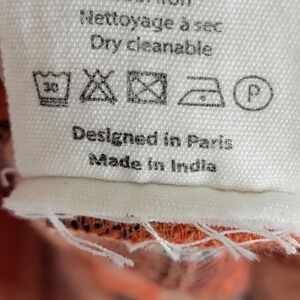 Nettoyage à sec
Dry cleanable
30 P
Designed in Paris
Made in India